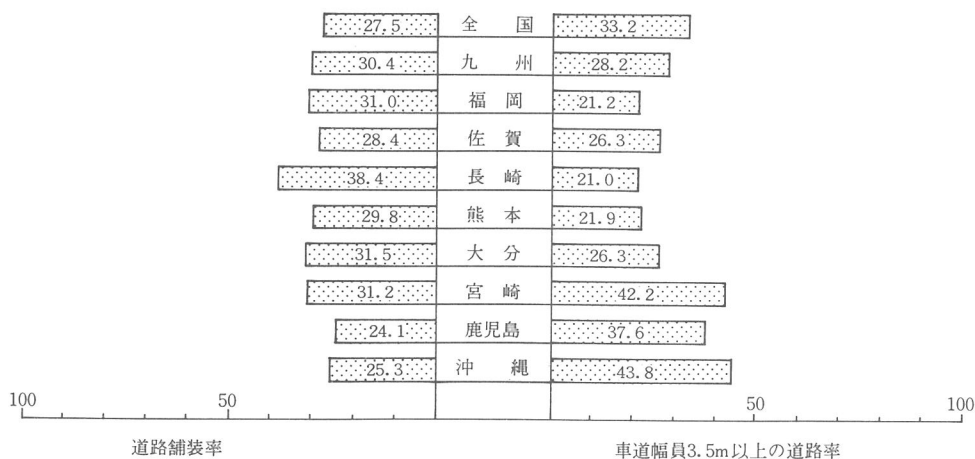 27.5 全国 33.2
30.4 九州 28.2
31.0 福岡 21.2
28.4 佐賀 26.3
38.4 長崎 21.0
29.8 熊本 21.9
31.5 大分 26.3
31.2 宮崎 42.2
24.1 鹿児島 37.6
25.3 沖縄 43.8
100 50 50 100
道路舗装率 車道幅員3.5m以上の道路率